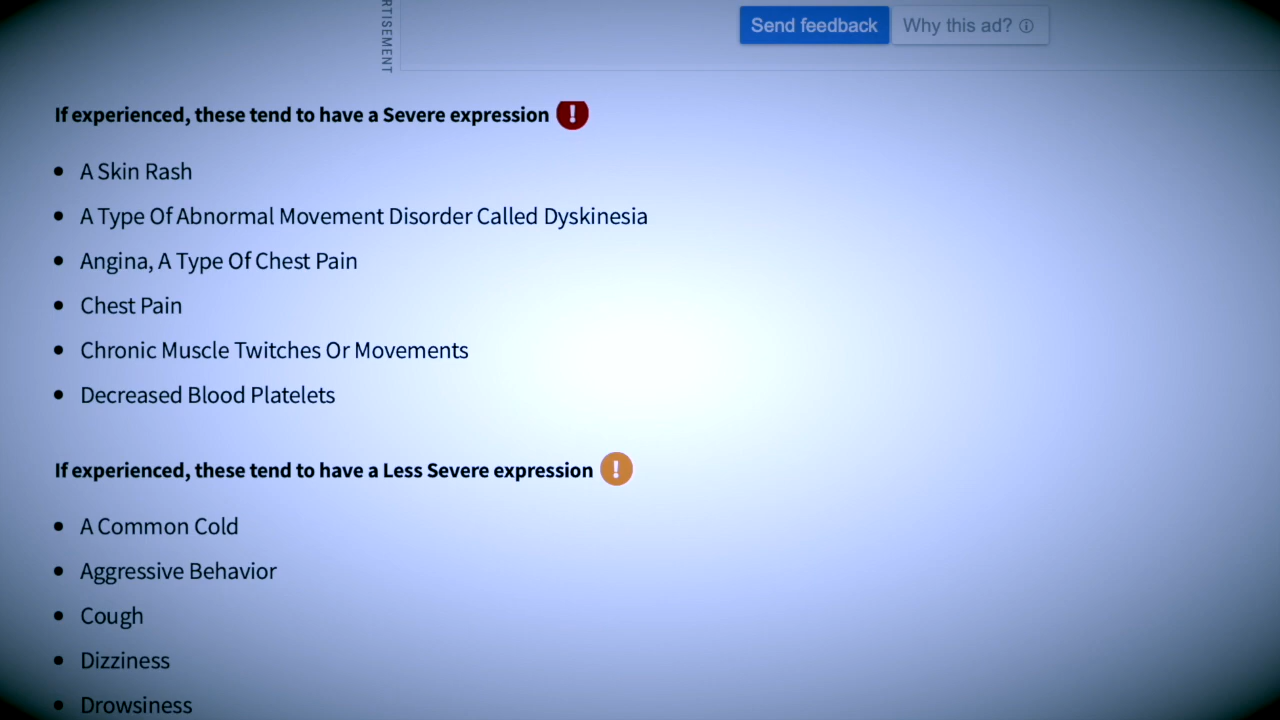 RTISEMENT
Send feedback
Why this ad?
If experienced, these tend to have a Severe expression
A Skin Rash
A Type Of Abnormal Movement Disorder Called Dyskinesia
Angina, A Type Of Chest Pain
Chest Pain
Chronic Muscle Twitches Or Movements
Decreased Blood Platelets
If experienced, these tend to have a Less Severe expression
A Common Cold
Aggressive Behavior
Cough
Dizziness
Drowsiness